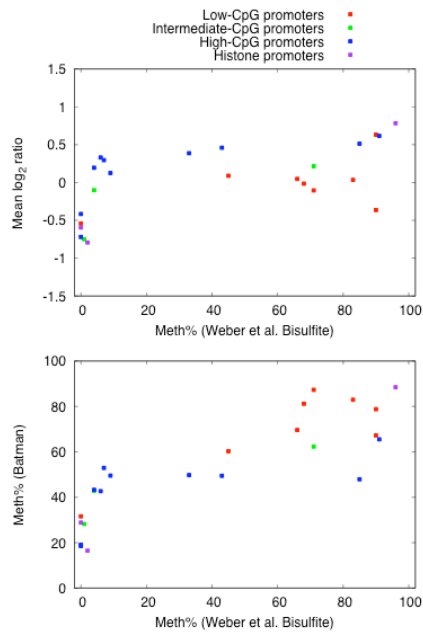 Low-CpG promoters
Intermediate-CpG promoters
High-CpG promoters
Histone promoters
1.5
1
0.5
0
-0.5
-1
-1.5
Mean log2 ratio
0 20 40 60 80 100
Meth% (Weber et al. Bisulfite)
100
80
60
40
20
0
Meth% (Batman)
0 20 40 60 80 100
Meth% (Weber et al. Bisulfite)